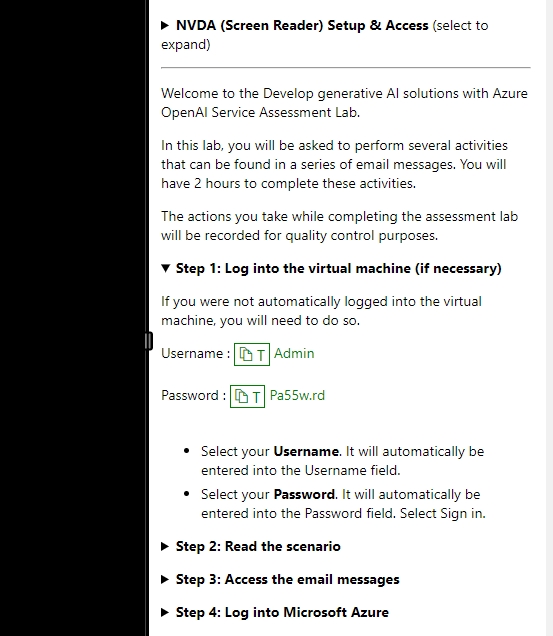 ▶ NVDA (Screen Reader) Setup & Access (select to
expand)
Welcome to the Develop generative AI solutions with Azure
OpenAI Service Assessment Lab.
In this lab, you will be asked to perform several activities
that can be found in a series of email messages. You will
have 2 hours to complete these activities.
The actions you take while completing the assessment lab
will be recorded for quality control purposes.
▼ Step 1: Log into the virtual machine (if necessary)
If you were not automatically logged into the virtual
machine, you will need to do so.
Username : T Admin
Password : T Pa55w.rd
• Select your Username. It will automatically be
entered into the Username field.
• Select your Password. It will automatically be
entered into the Password field. Select Sign in.
▶ Step 2: Read the scenario
▶ Step 3: Access the email messages
▶ Step 4: Log into Microsoft Azure